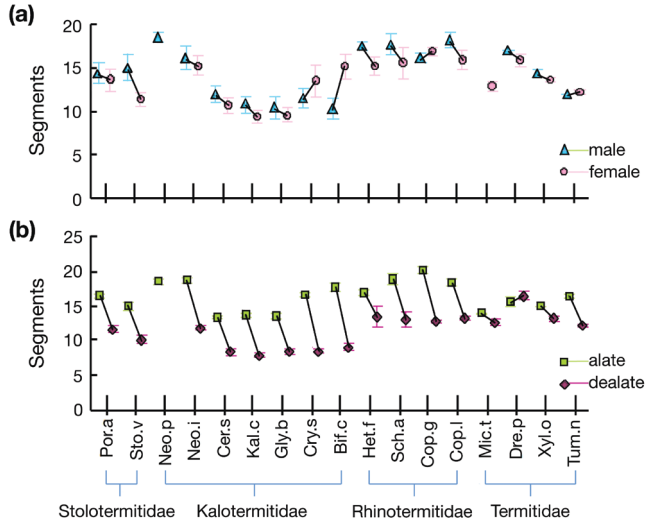 (a)
20
15
10
5
0
Segments
male
female
(b)
25
20
15
10
5
0
Segments
alate
dealate
Por.a
Sto.v
Neo.p
Neo.i
Cer.s
Kal.c
Gly.b
Cry.s
Bif.c
Het.f
Sch.a
Cop.g
Cop.l
Mic.t
Dre.p
Xyl.o
Tum.n
Stolotermitidae Kalotermitidae Rhinotermitidae Termitidae